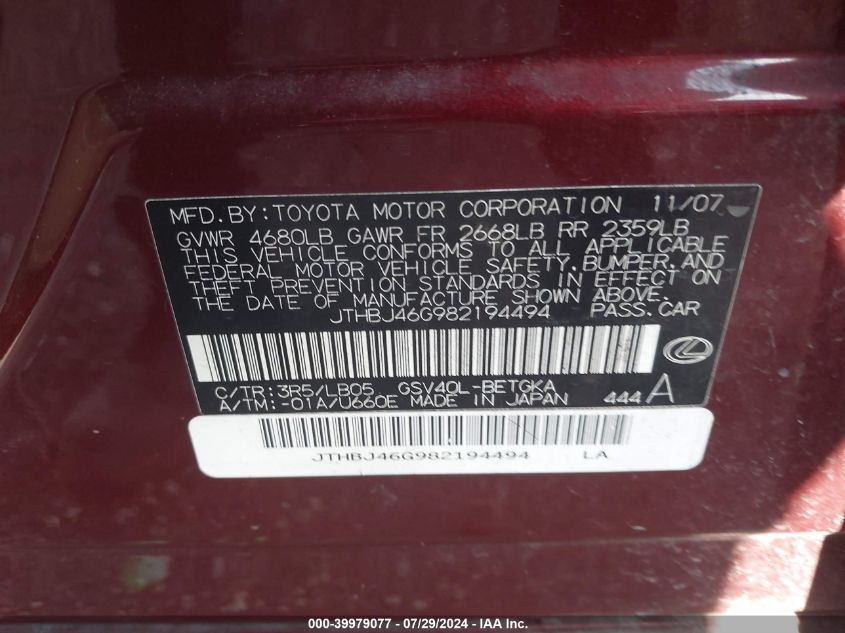 MFD. BY: TOYOTA MOTOR CORPORATION 11/07
GVWR 4680LB GAWR FR 2668LB RR 2359LB
THIS VEHICLE CONFORMS TO ALL APPLICABLE
FEDERAL MOTOR VEHICLE SAFETY, BUMPER, AND
THEFT PREVENTION STANDARDS IN EFFECT ON
THE DATE OF MANUFACTURE SHOWN ABOVE.
JTHBJ46G982194494 PASS. CAR
C/TR: 3R5/LB05 GSV40L-BETGKA
A/TM: -01A/U660E MADE IN JAPAN 444 A
JTHBJ46G982194494 LA
000-39979077 - 07/29/2024 - IAA Inc.